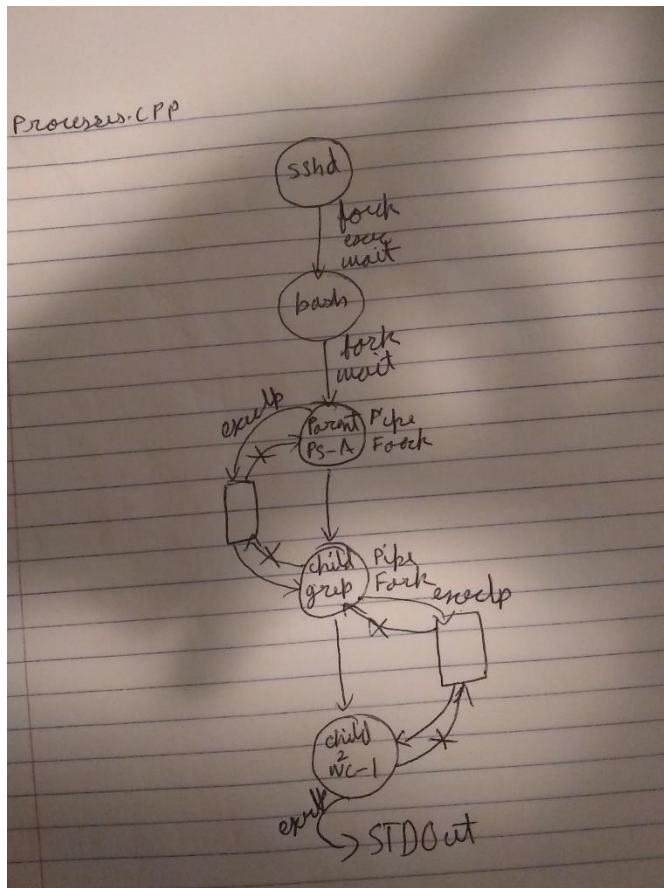 Processes.CPP
sshd
fork
exec
wait
bash
fork
wait
execlp
Parent
PS-A
Pipe
Fork
child
grep
Pipe
Fork
execlp
child
2
WC-l
STDOut